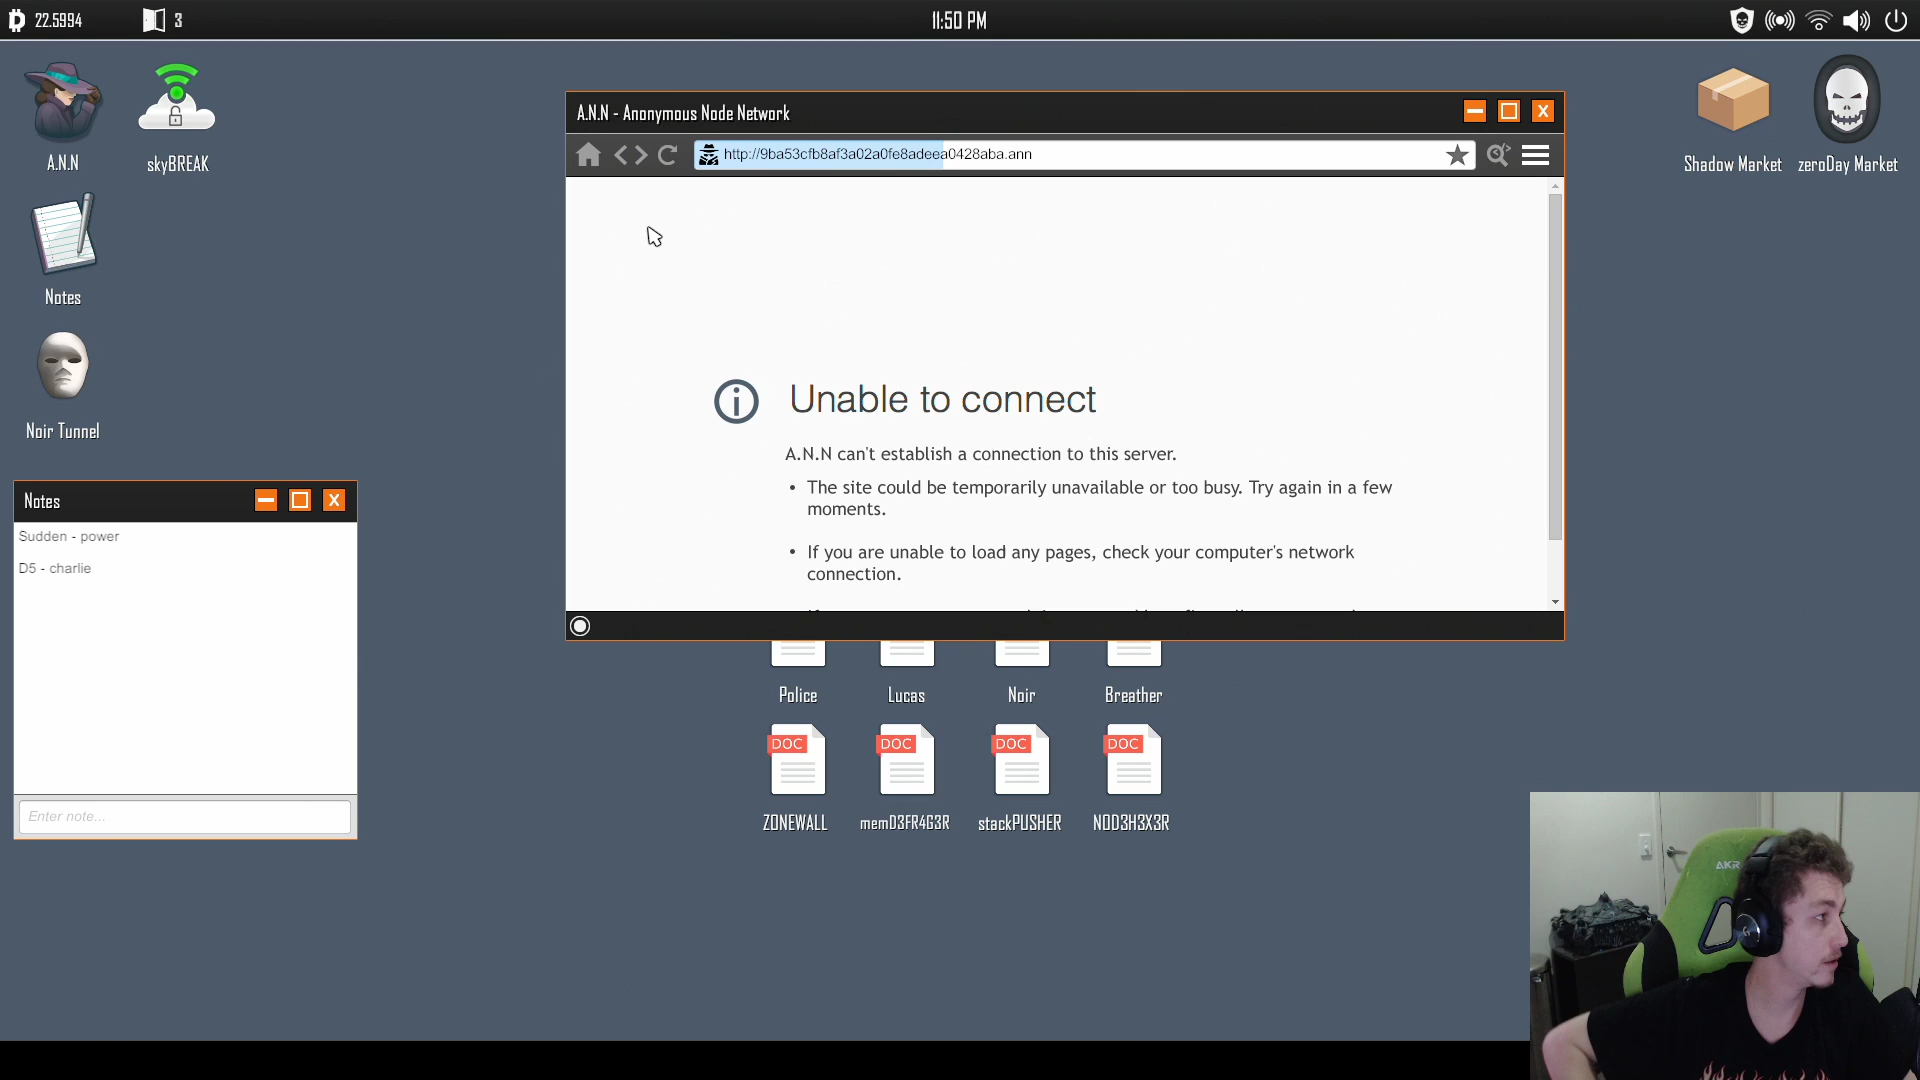 22.5994
3
11:50 PM
A.N.N
skyBREAK
Notes
Noir Tunnel
Shadow Market
zeroDay Market
A.N.N - Anonymous Node Network
X
http://9ba53cfb8af3a02a0fe8adeea0428aba.ann
Unable to connect
A.N.N can't establish a connection to this server.
• The site could be temporarily unavailable or too busy. Try again in a few
moments.
• If you are unable to load any pages, check your computer's network
connection.
Notes
X
Sudden - power
D5 - charlie
Enter note...
Police
Lucas
Noir
Breather
DOC
DOC
DOC
DOC
ZONEWALL
memD3FR4G3R
stackPUSHER
NOD3H3X3R
AKR